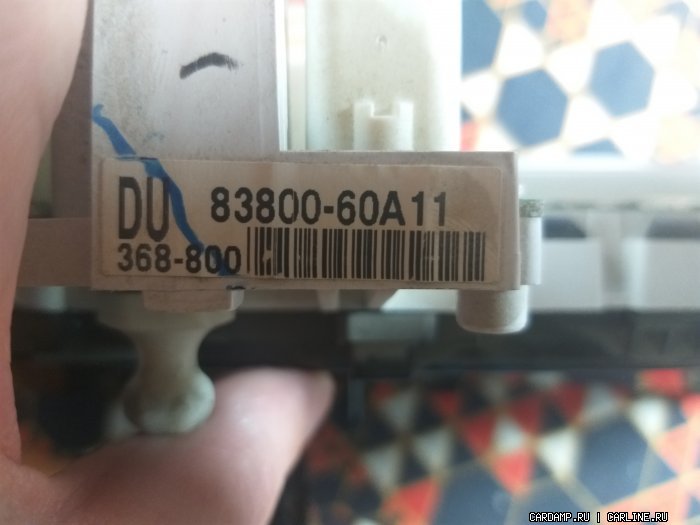 DU 83800-60A11
368-800
CARDAMP.RU | CARLINE.RU